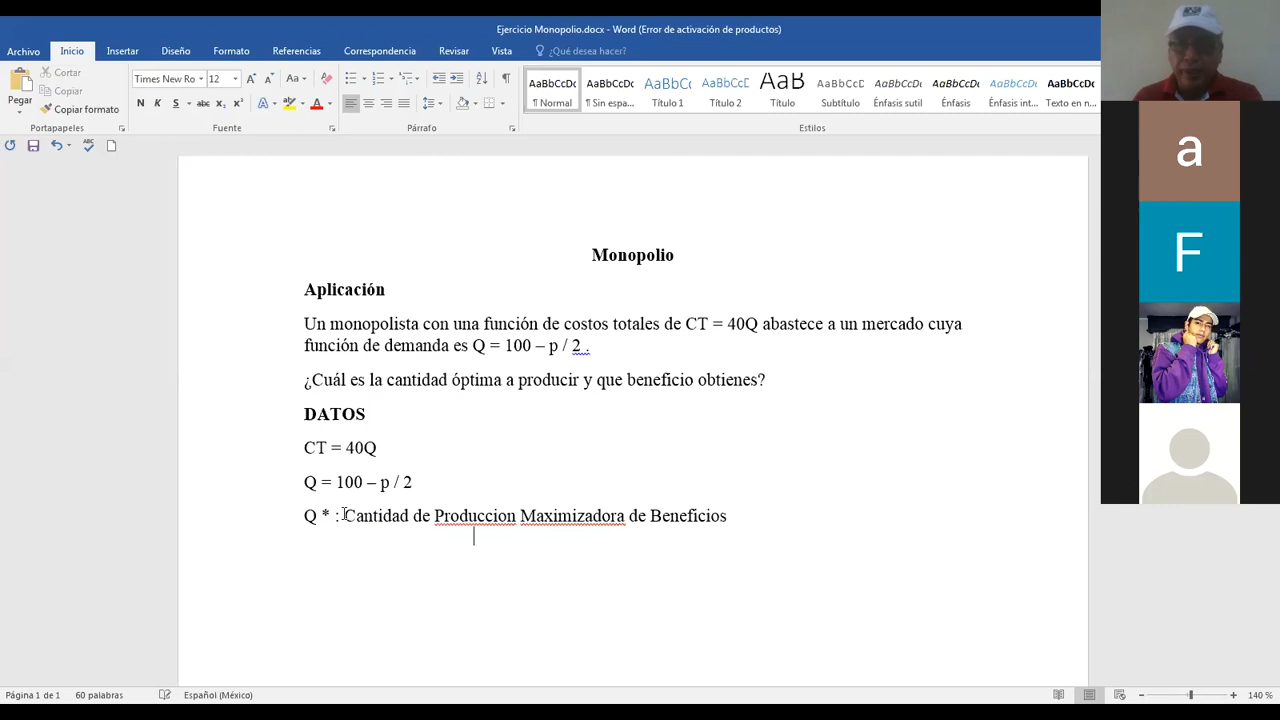 Ejercicio Monopolio.docx - Word (Error de activación de productos)
Archivo Inicio Insertar Diseño Formato Referencias Correspondencia Revisar Vista ¿Qué desea hacer?
Pegar
Cortar
Copiar
Copiar formato
Portapapeles
Times New Ro 12 Aa
N K S abc x₂ x² A A
Fuente
Párrafo
AaBbCcDc ¶ Normal
AaBbCcDc ¶ Sin espa...
AaBbCc Título 1
AaBbCcD Título 2
AaB Título
AaBbCcD Subtítulo
AaBbCcDc Énfasis sutil
AaBbCcDc Énfasis
AaBbCcDc Énfasis int...
AaBbCcDc Texto en n...
Estilos
Monopolio
Aplicación
Un monopolista con una función de costos totales de CT = 40Q abastece a un mercado cuya
función de demanda es Q = 100 – p / 2 .
¿Cuál es la cantidad óptima a producir y que beneficio obtienes?
DATOS
CT = 40Q
Q = 100 – p / 2
Q * : Cantidad de Produccion Maximizadora de Beneficios
a
F
Página 1 de 1 60 palabras Español (México) 140 %